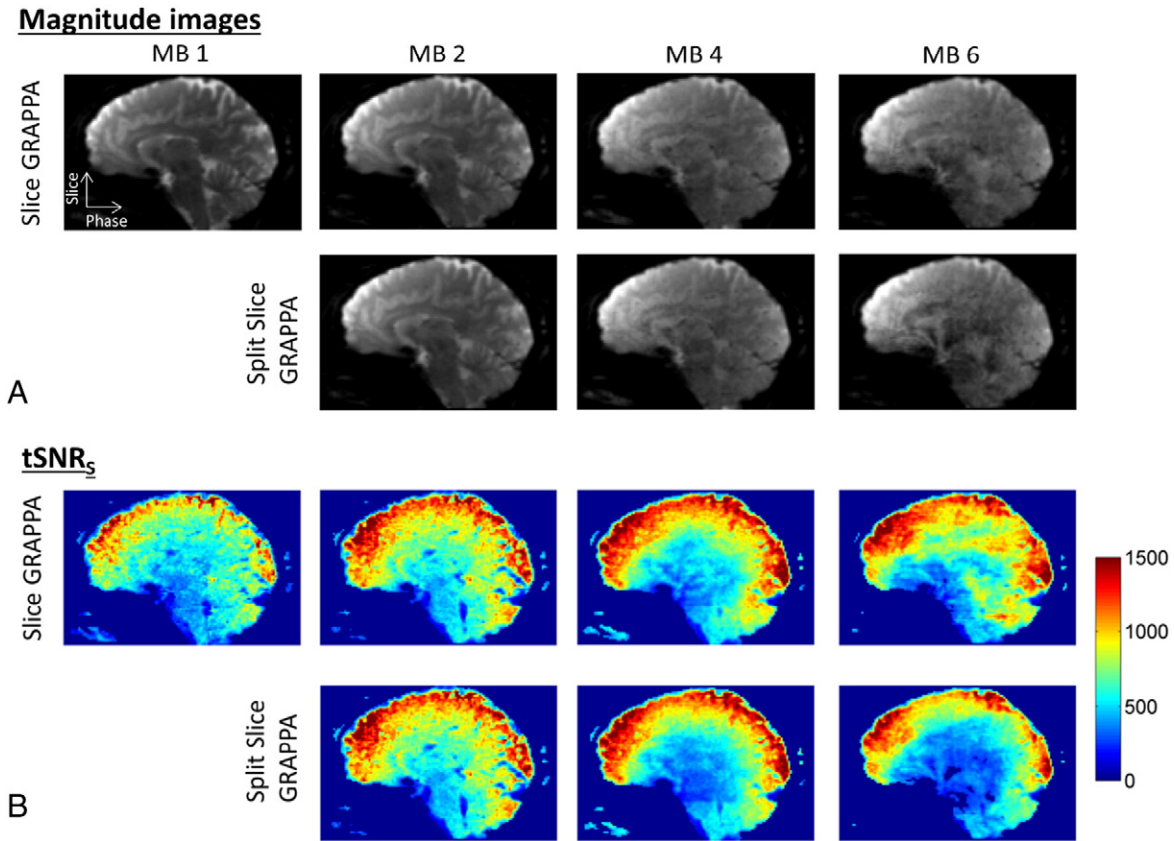 Magnitude images
MB 1
MB 2
MB 4
MB 6
Slice GRAPPA
Slice
Phase
Split Slice
GRAPPA
A
tSNRs
Slice GRAPPA
1500
1000
500
0
Split Slice
GRAPPA
B